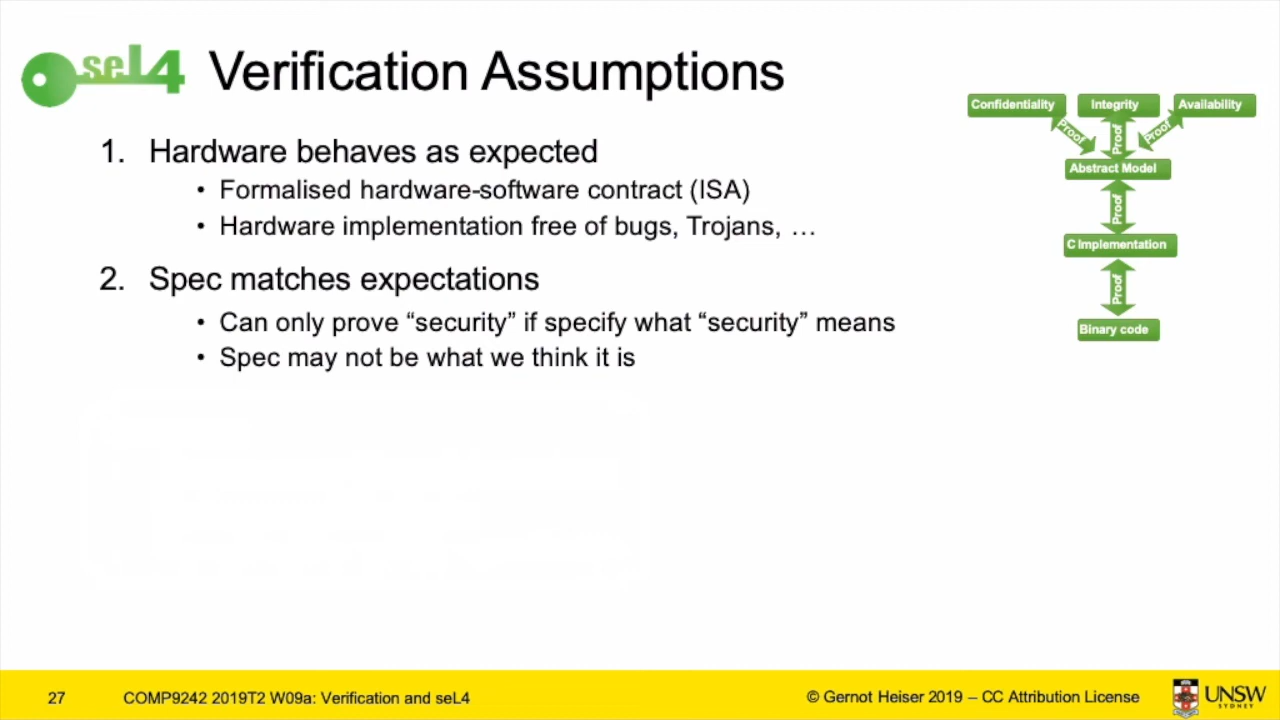 seL4 Verification Assumptions
1. Hardware behaves as expected
• Formalised hardware-software contract (ISA)
• Hardware implementation free of bugs, Trojans, …
2. Spec matches expectations
• Can only prove “security” if specify what “security” means
• Spec may not be what we think it is
Confidentiality Integrity Availability
Proof Proof Proof
Abstract Model
Proof
C Implementation
Proof
Binary code
27 COMP9242 2019T2 W09a: Verification and seL4 © Gernot Heiser 2019 – CC Attribution License UNSW
SYDNEY